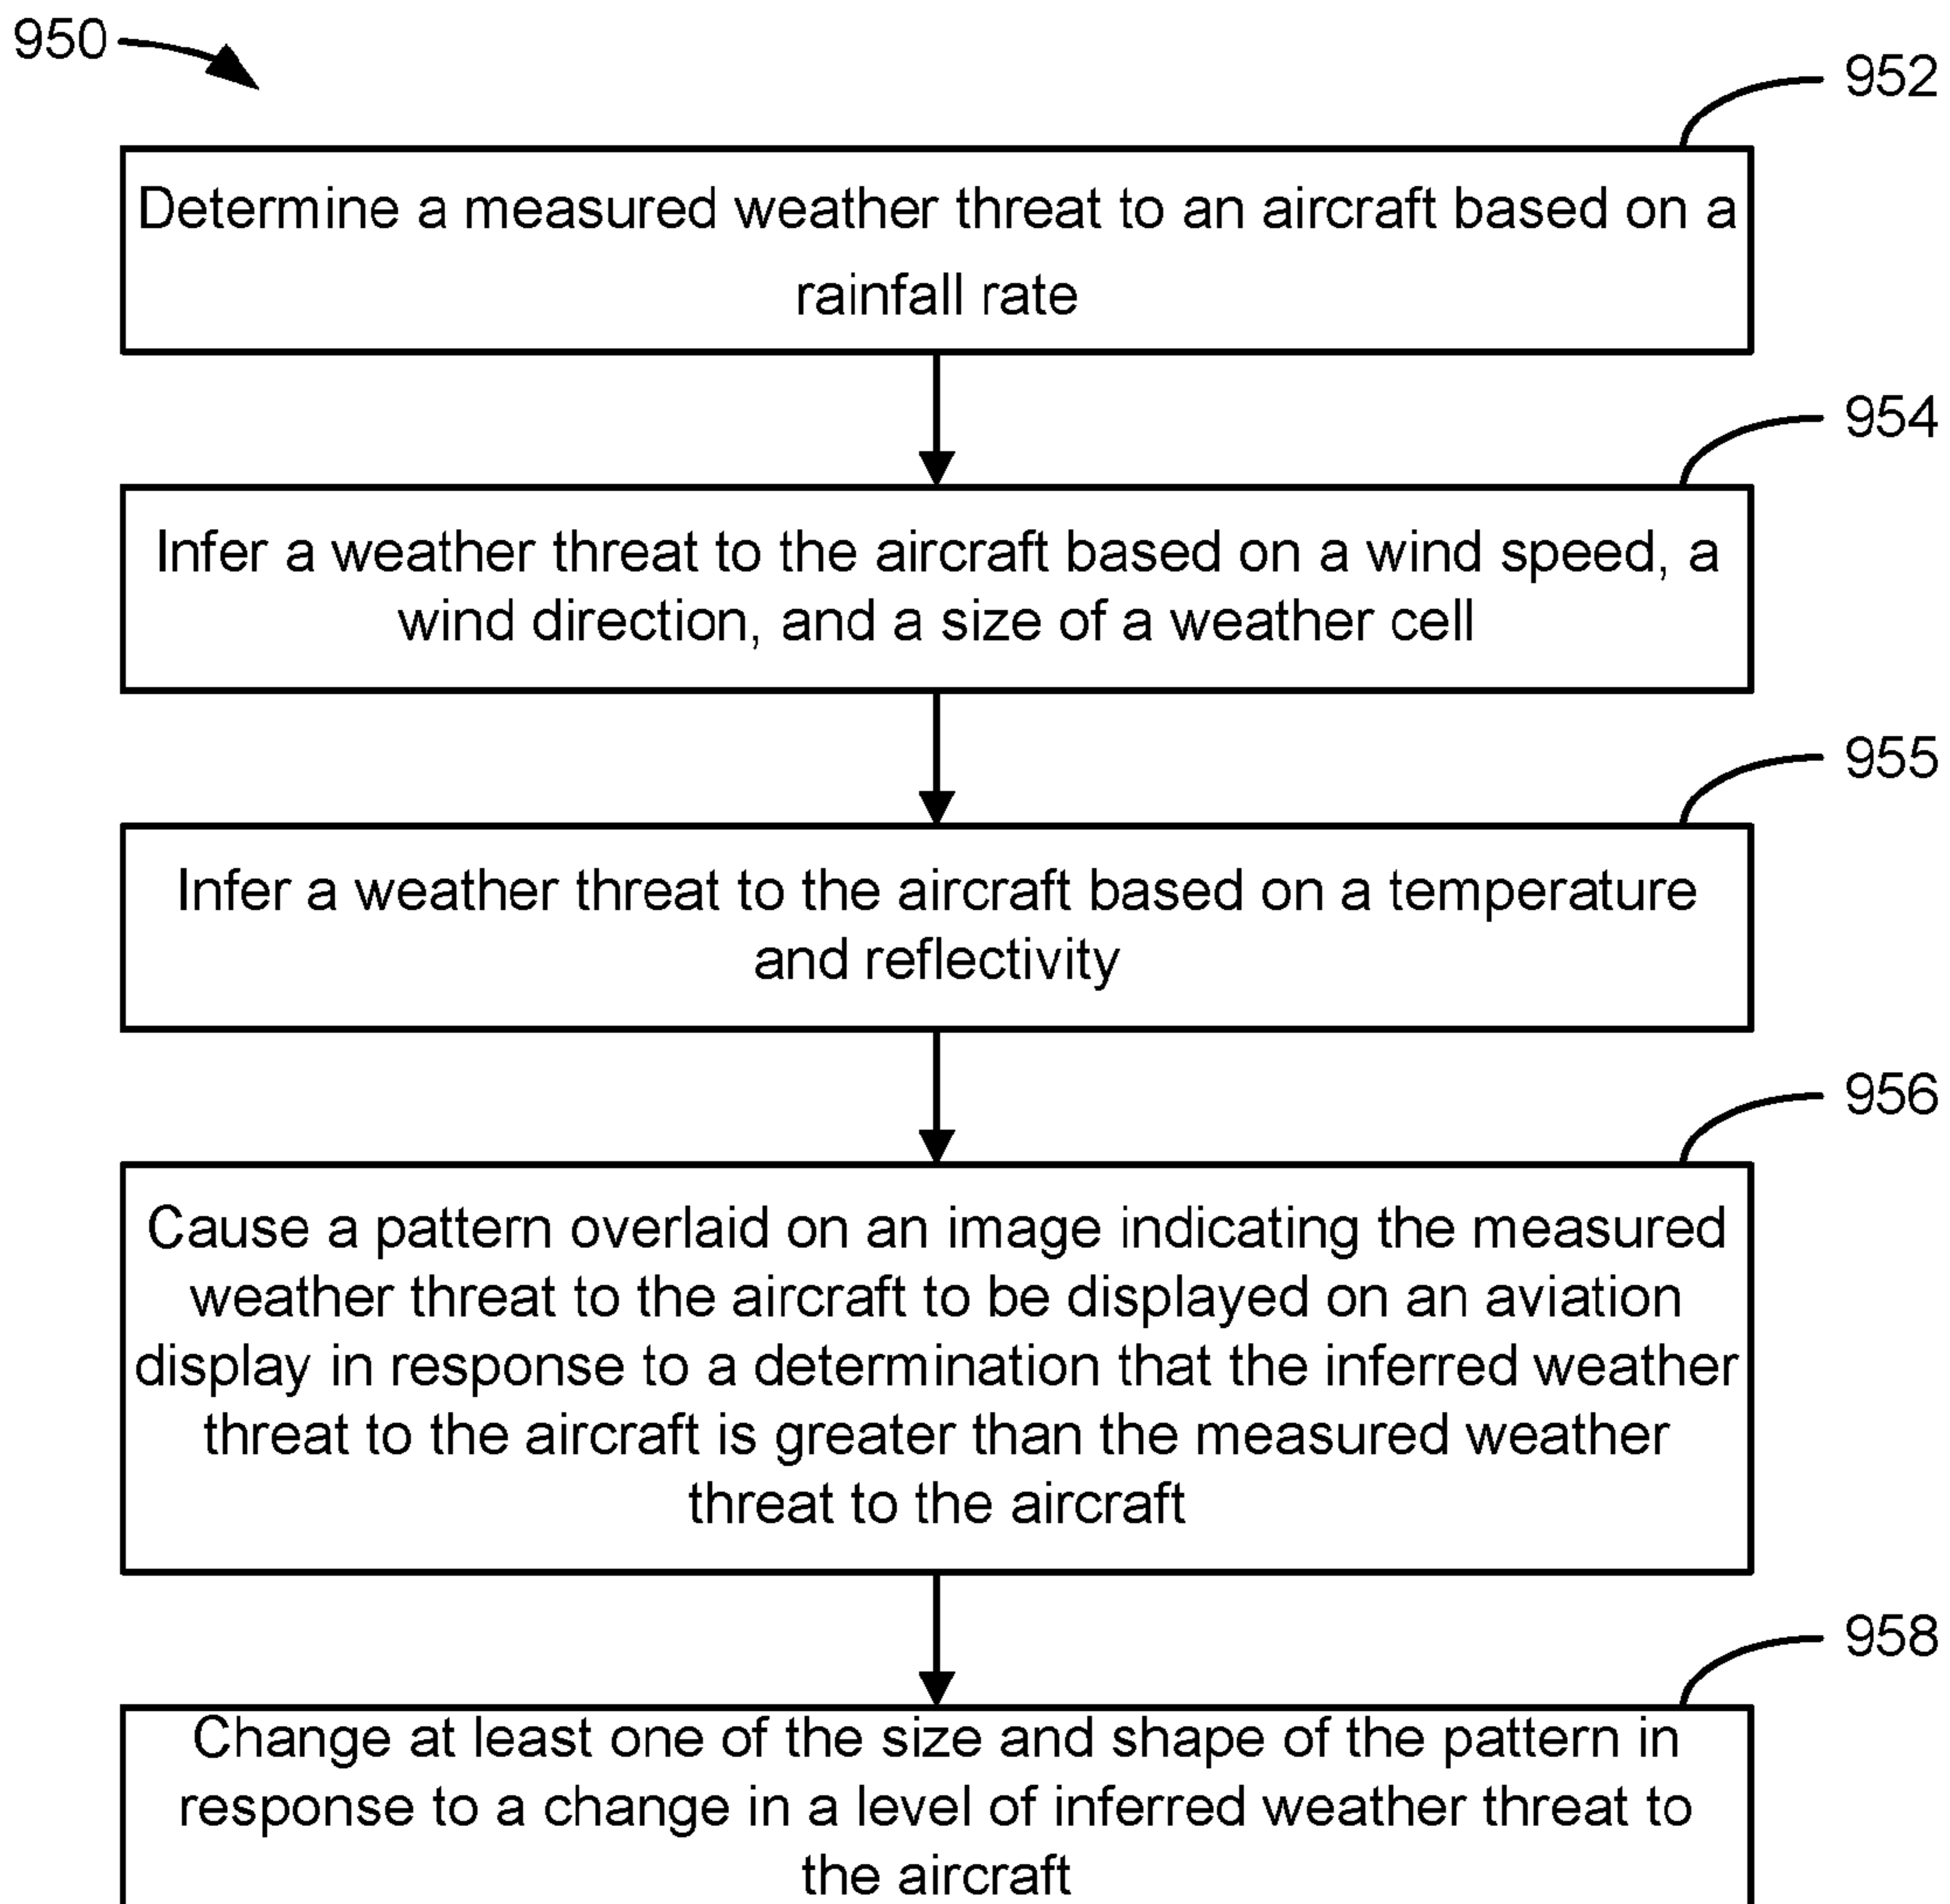 950
952
Determine a measured weather threat to an aircraft based on a
rainfall rate
954
Infer a weather threat to the aircraft based on a wind speed, a
wind direction, and a size of a weather cell
955
Infer a weather threat to the aircraft based on a temperature
and reflectivity
956
Cause a pattern overlaid on an image indicating the measured
weather threat to the aircraft to be displayed on an aviation
display in response to a determination that the inferred weather
threat to the aircraft is greater than the measured weather
threat to the aircraft
958
Change at least one of the size and shape of the pattern in
response to a change in a level of inferred weather threat to
the aircraft